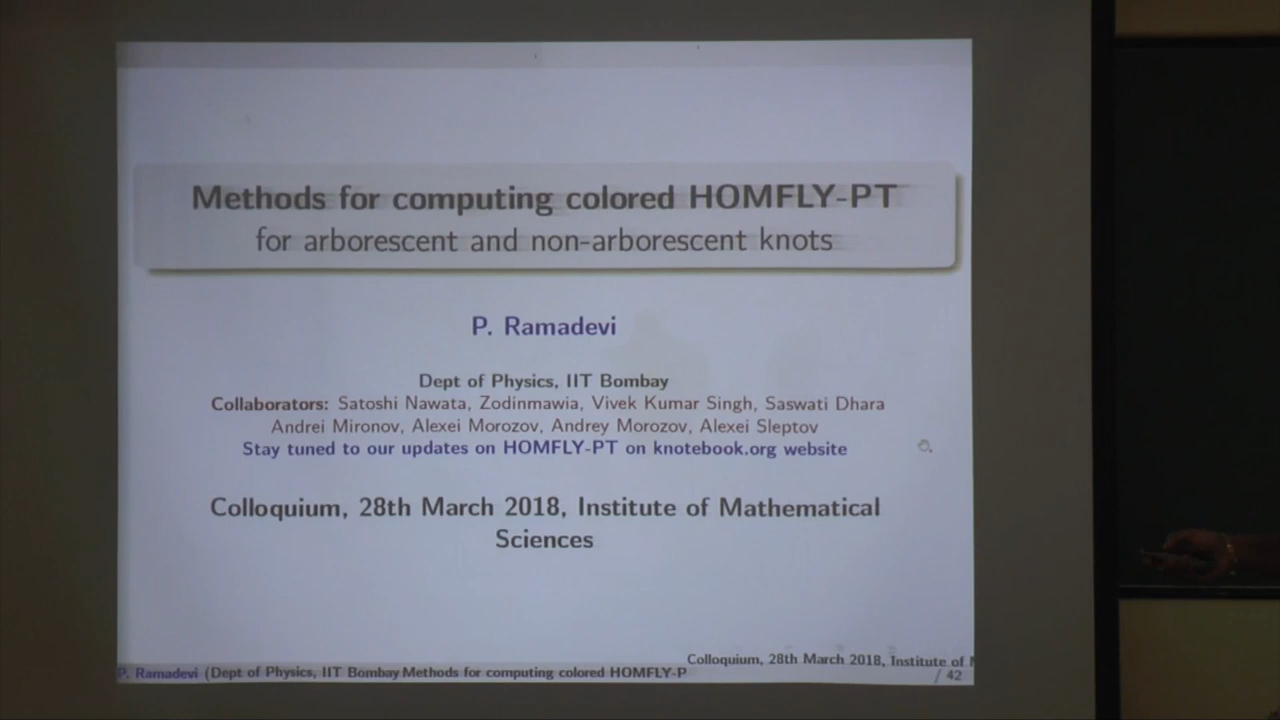 Methods for computing colored HOMFLY-PT
for arborescent and non-arborescent knots
P. Ramadevi
Dept of Physics, IIT Bombay
Collaborators: Satoshi Nawata, Zodinmawia, Vivek Kumar Singh, Saswati Dhara
Andrei Mironov, Alexei Morozov, Andrey Morozov, Alexei Sleptov
Stay tuned to our updates on HOMFLY-PT on knotebook.org website
Colloquium, 28th March 2018, Institute of Mathematical
Sciences
Colloquium, 28th March 2018, Institute of M
P. Ramadevi (Dept of Physics, IIT Bombay Methods for computing colored HOMFLY-P
/ 42